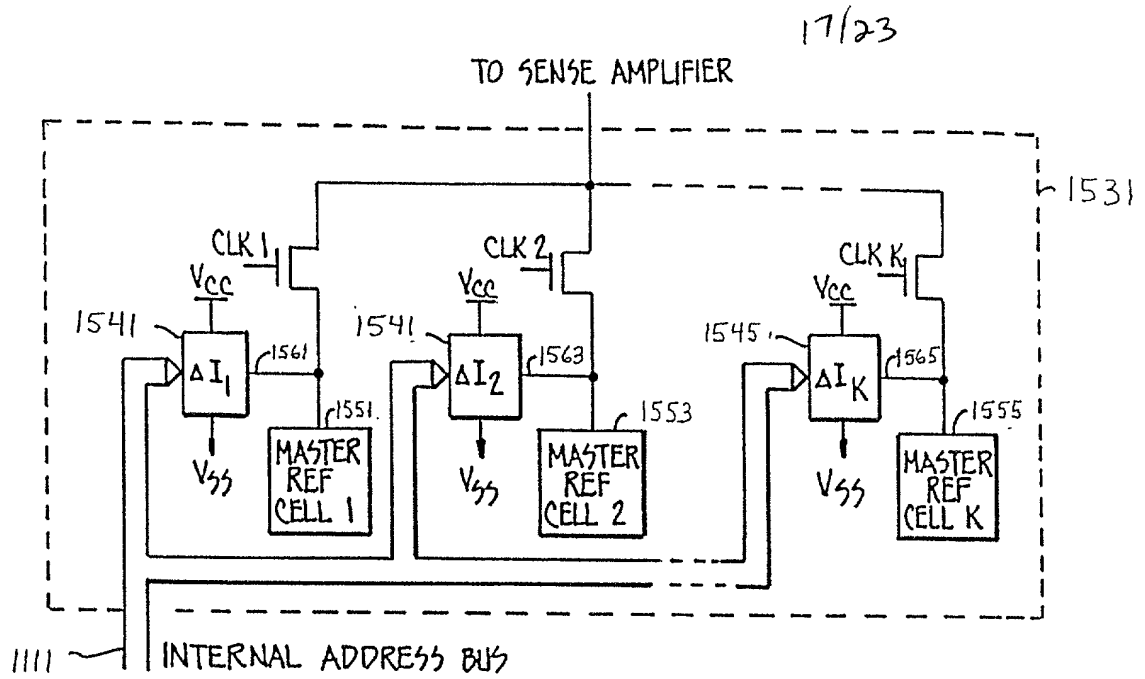 17/23
TO SENSE AMPLIFIER
1531
CLK 1
CLK 2
CLK K
VCC
VCC
VCC
1541
1541
1545
ΔI1
1561
ΔI2
1563
ΔIK
1565
1551
1553
1555
VSS
VSS
VSS
MASTER
REF
CELL 1
MASTER
REF
CELL 2
MASTER
REF
CELL K
1111
INTERNAL ADDRESS BUS